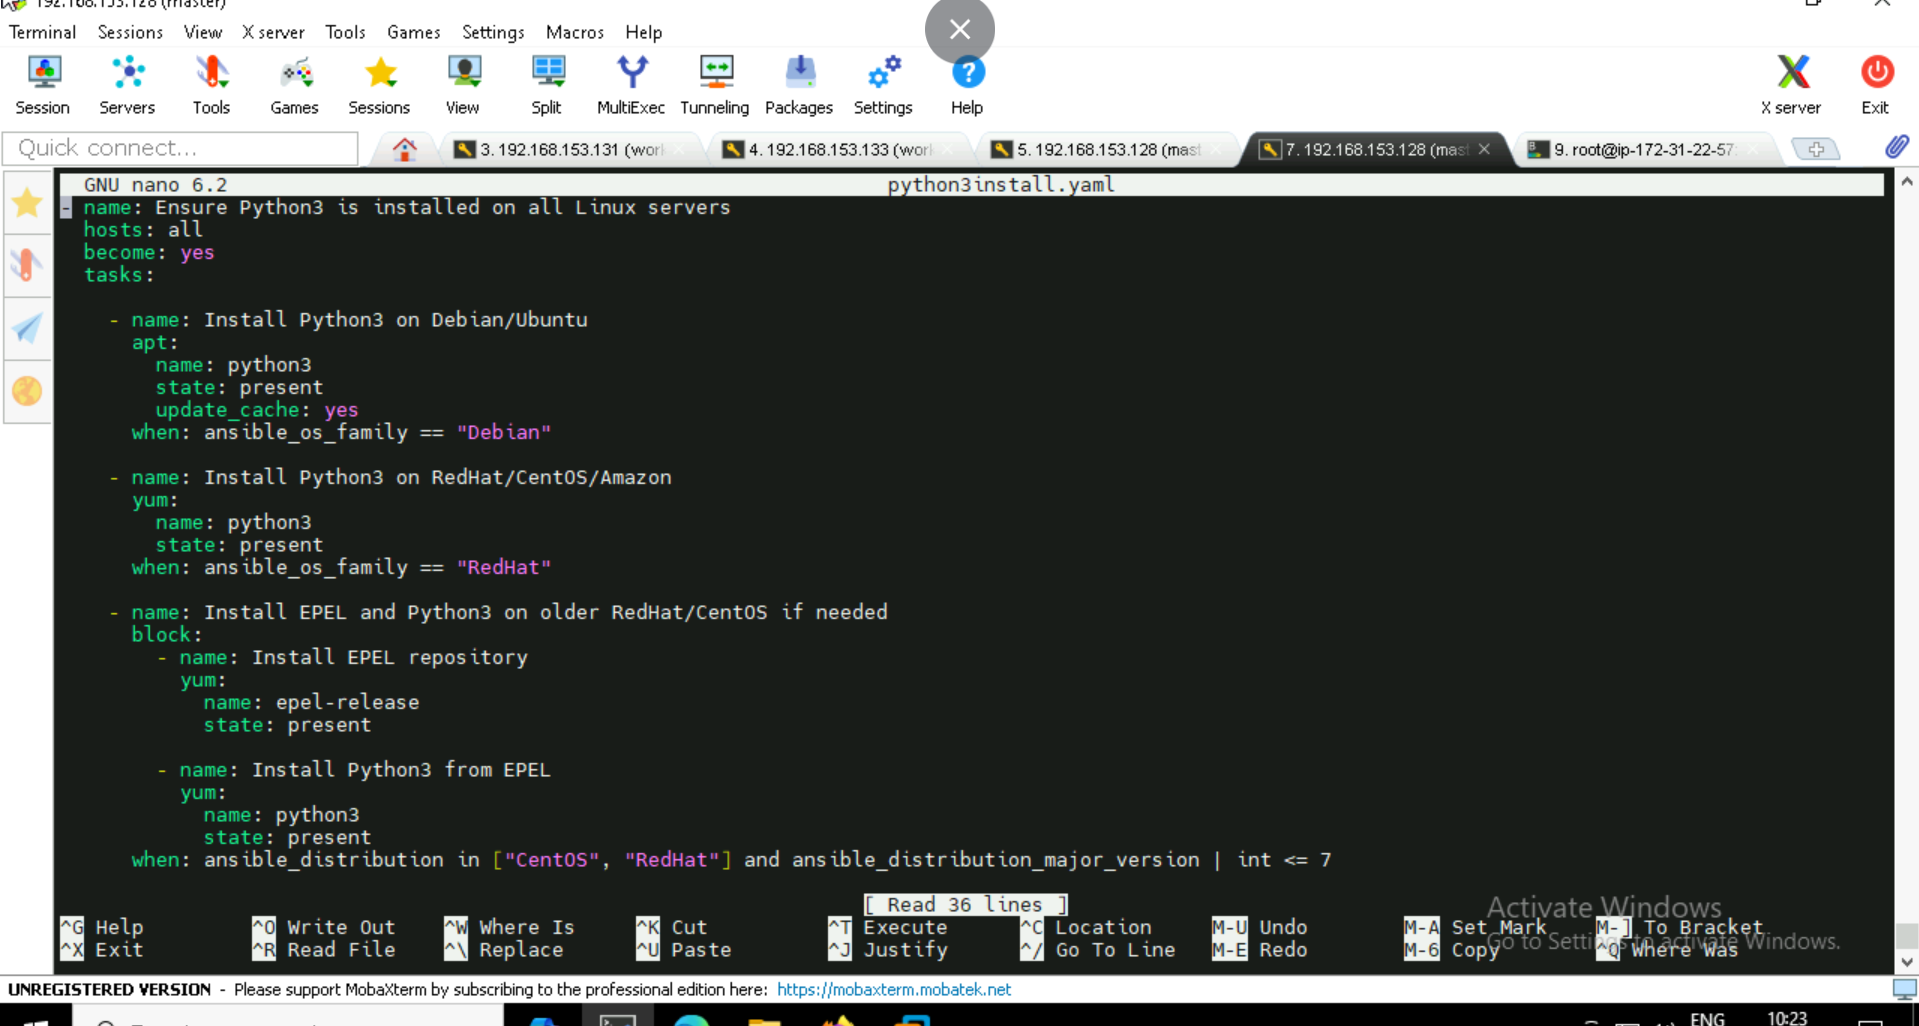 192.168.153.128 (master)
Terminal Sessions View X server Tools Games Settings Macros Help
Session Servers Tools Games Sessions View Split MultiExec Tunneling Packages Settings Help X server Exit
Quick connect... 3. 192.168.153.131 (work 4. 192.168.153.133 (work 5. 192.168.153.128 (mast 7. 192.168.153.128 (mast 9. root@ip-172-31-22-57:
GNU nano 6.2 python3install.yaml
- name: Ensure Python3 is installed on all Linux servers
hosts: all
become: yes
tasks:
- name: Install Python3 on Debian/Ubuntu
apt:
name: python3
state: present
update_cache: yes
when: ansible_os_family == "Debian"
- name: Install Python3 on RedHat/CentOS/Amazon
yum:
name: python3
state: present
when: ansible_os_family == "RedHat"
- name: Install EPEL and Python3 on older RedHat/CentOS if needed
block:
- name: Install EPEL repository
yum:
name: epel-release
state: present
- name: Install Python3 from EPEL
yum:
name: python3
state: present
when: ansible_distribution in ["CentOS", "RedHat"] and ansible_distribution_major_version | int <= 7
[ Read 36 lines ]
^G Help ^O Write Out ^W Where Is ^K Cut ^T Execute ^C Location M-U Undo M-A Set Mark M-] To Bracket
^X Exit ^R Read File ^\ Replace ^U Paste ^J Justify ^/ Go To Line M-E Redo M-6 Copy ^Q Where Was
Activate Windows
Go to Settings to activate Windows.
UNREGISTERED VERSION - Please support MobaXterm by subscribing to the professional edition here: https://mobaxterm.mobatek.net
ENG 10:23